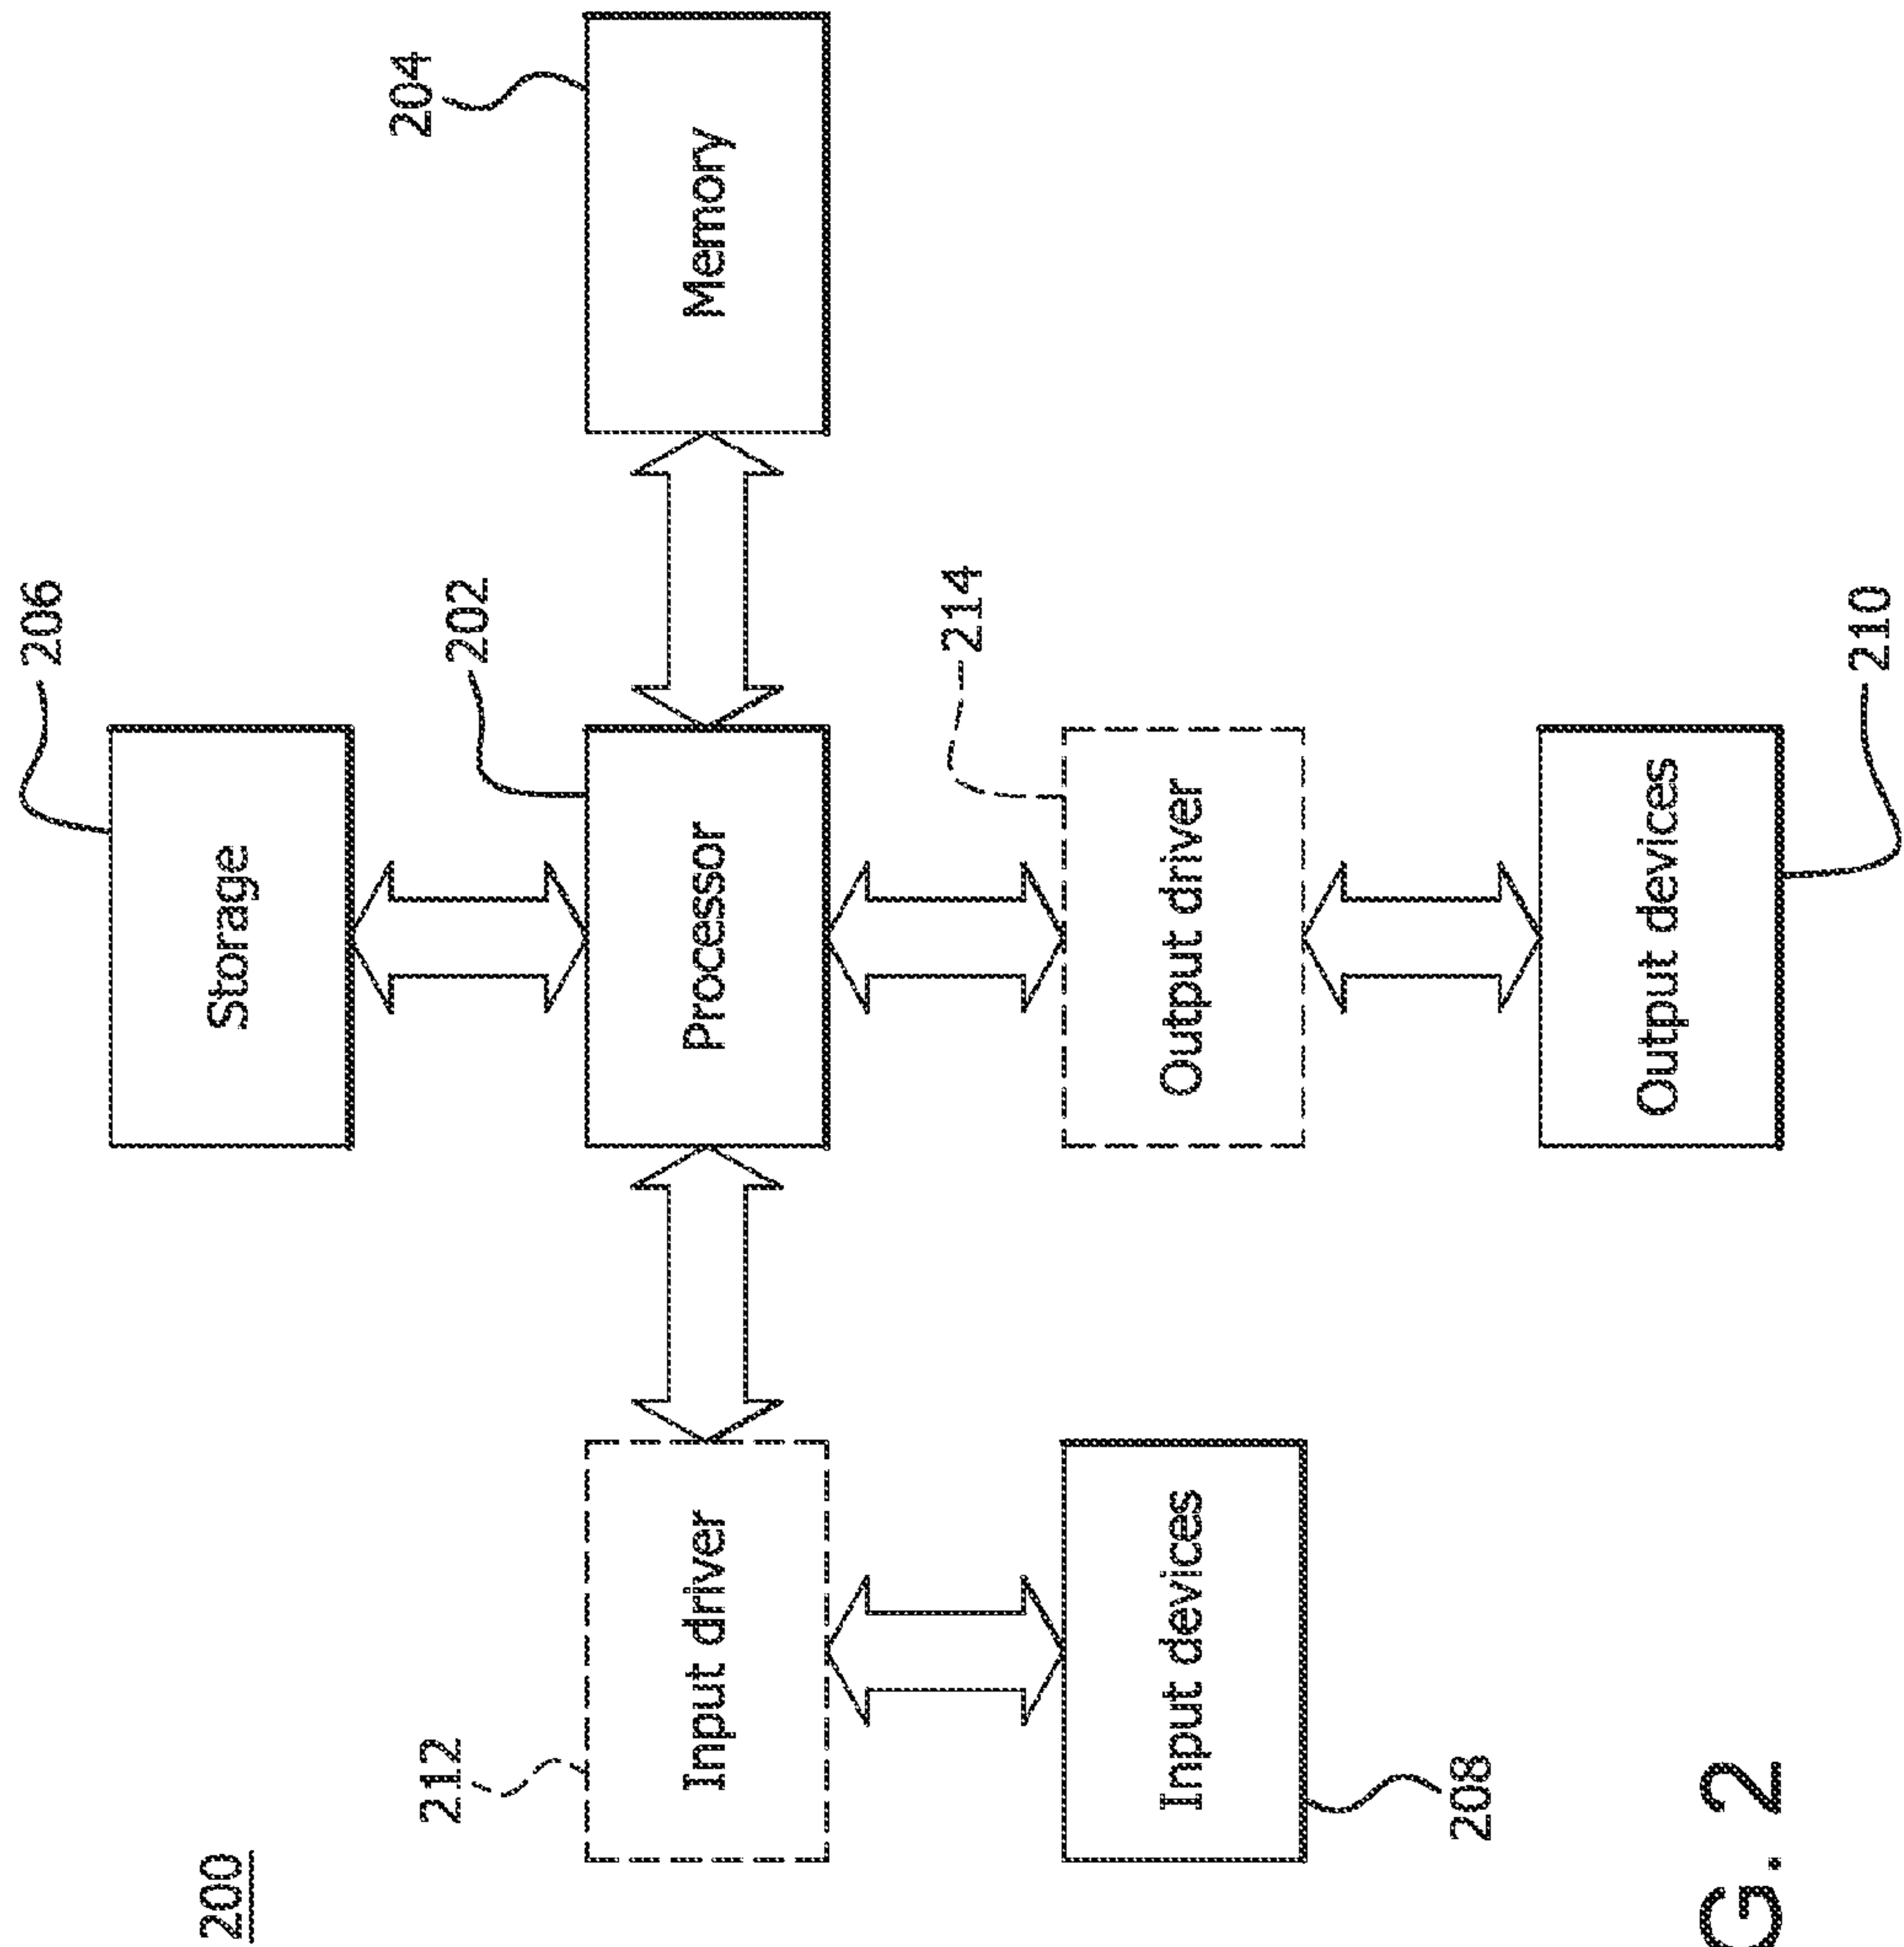 206
200
Storage
212
202
204
Input driver
Processor
Memory
214
Input devices
Output driver
208
Output devices
G. 2
210